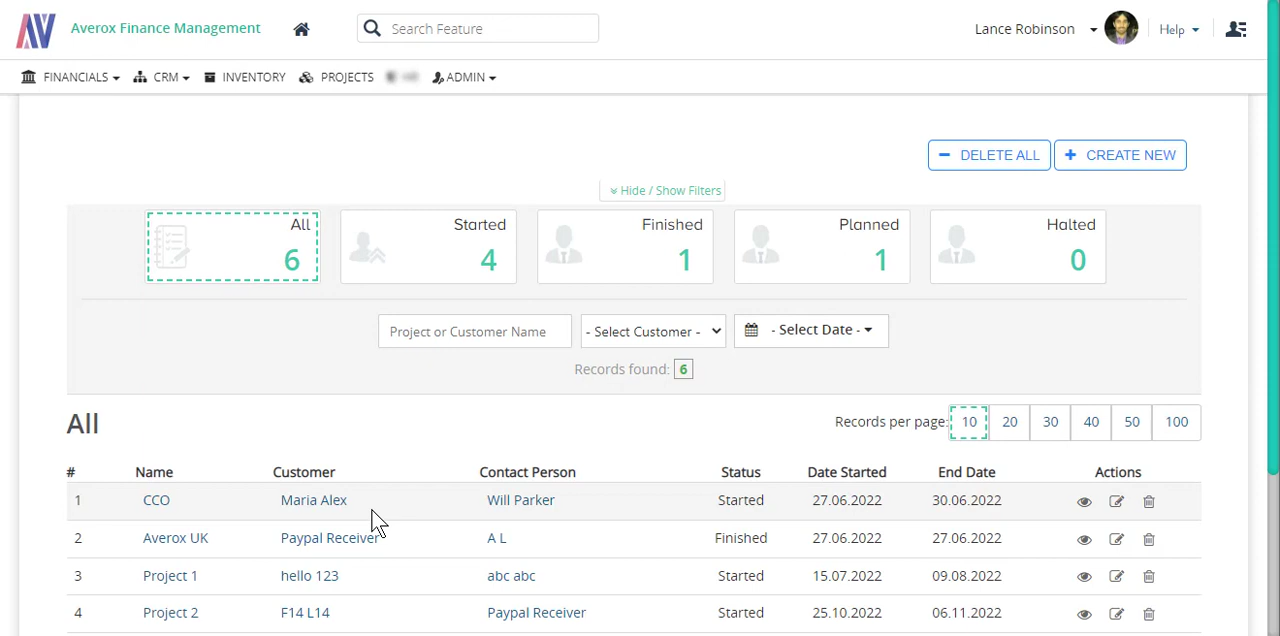 AV Averox Finance Management Search Feature Lance Robinson Help
FINANCIALS CRM INVENTORY PROJECTS ADMIN
DELETE ALL CREATE NEW
Hide / Show Filters
All Started Finished Planned Halted
6 4 1 1 0
Project or Customer Name - Select Customer - - Select Date -
Records found: 6
All Records per page: 10 20 30 40 50 100
# Name Customer Contact Person Status Date Started End Date Actions
1 CCO Maria Alex Will Parker Started 27.06.2022 30.06.2022
2 Averox UK Paypal Receiver A L Finished 27.06.2022 27.06.2022
3 Project 1 hello 123 abc abc Started 15.07.2022 09.08.2022
4 Project 2 F14 L14 Paypal Receiver Started 25.10.2022 06.11.2022